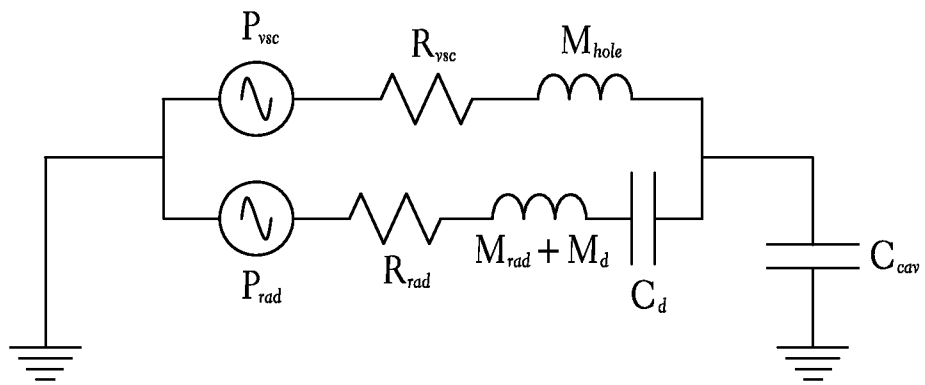 P_vsc
R_vsc
M_hole
P_rad
R_rad
M_rad + M_d
C_d
C_cav